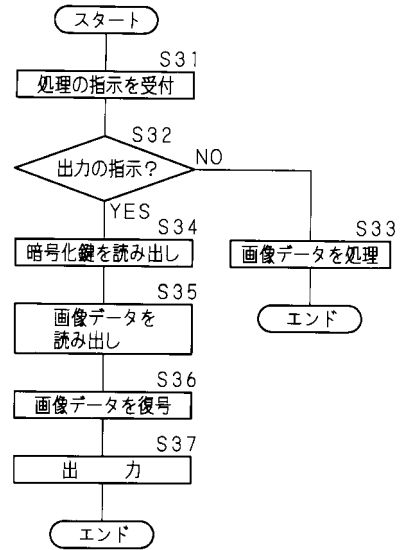 スタート
S31
処理の指示を受付
S32
出力の指示?
NO
YES
S33
画像データを処理
エンド
S34
暗号化鍵を読み出し
S35
画像データを
読み出し
S36
画像データを復号
S37
出 力
エンド